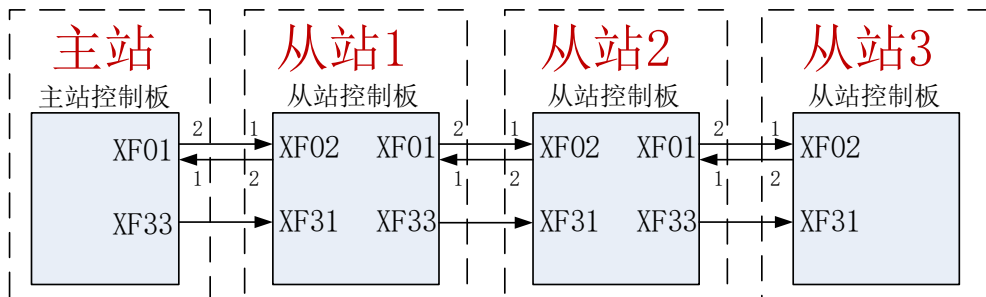 主站 从站1 从站2 从站3
主站控制板 从站控制板 从站控制板 从站控制板
2 1 2 1 2 1
XF01 XF02 XF01 XF02 XF01 XF02
1 2 1 2 1 2
XF33 XF31 XF33 XF31 XF33 XF31